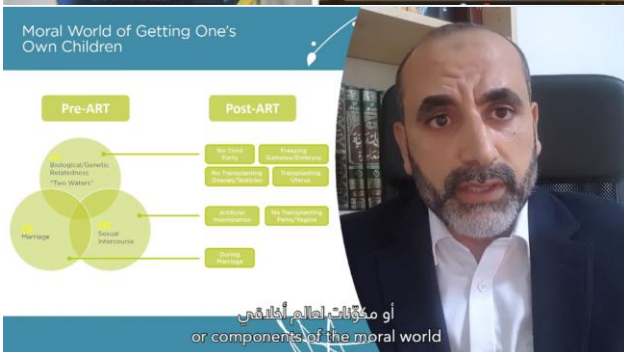 Moral World of Getting One's
Own Children
Pre-ART
Post-ART
Biological/Genetic
Relatedness
"Two Waters"
Marriage
Sexual
Intercourse
No Third
Party
Freezing
Gametes/Embryos
No Transplanting
Ovaries/Testicles
Transplanting
Uterus
Artificial
Insemination
No Transplanting
Penis/Vagina
During
Marriage
أو مكوّنات لعالم أخلاقي
or components of the moral world